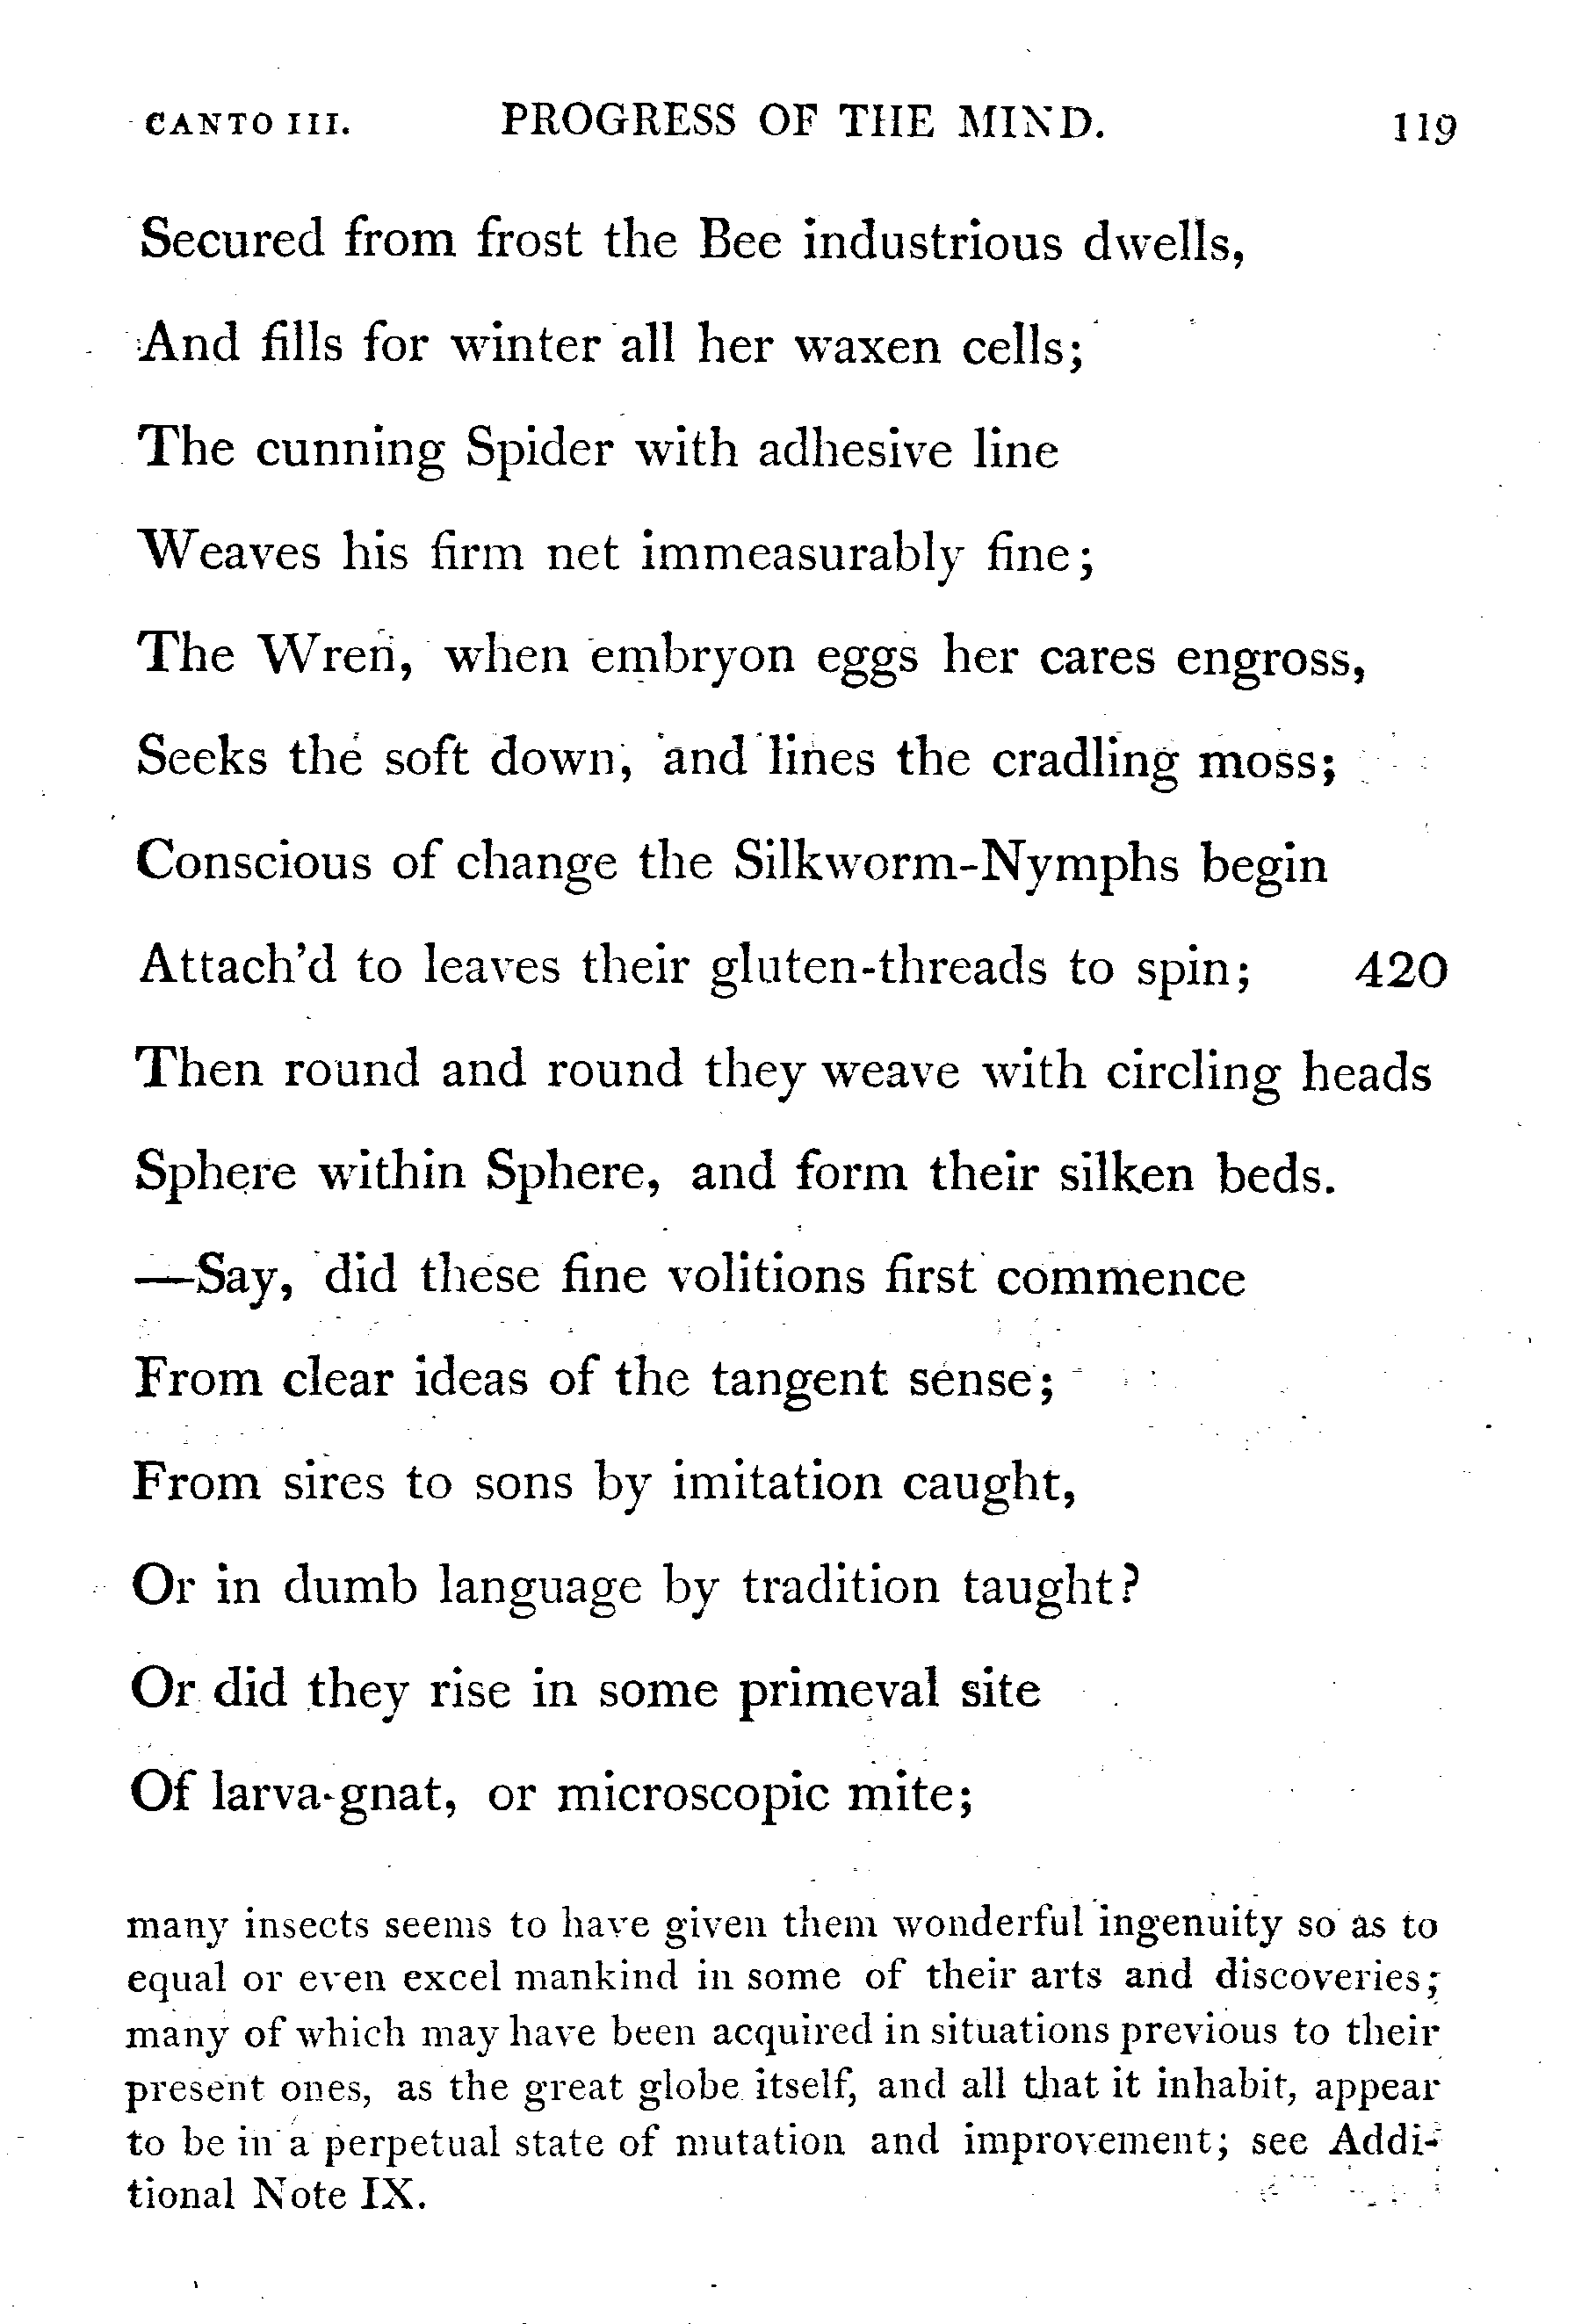 CANTO III. PROGRESS OF THE MIND. 119
Secured from frost the Bee industrious dwells,
And fills for winter all her waxen cells;
The cunning Spider with adhesive line
Weaves his firm net immeasurably fine;
The Wren, when embryon eggs her cares engross,
Seeks the soft down, and lines the cradling moss;
Conscious of change the Silkworm-Nymphs begin
Attach'd to leaves their gluten-threads to spin; 420
Then round and round they weave with circling heads
Sphere within Sphere, and form their silken beds.
—Say, did these fine volitions first commence
From clear ideas of the tangent sense;
From sires to sons by imitation caught,
Or in dumb language by tradition taught?
Or did they rise in some primeval site
Of larva-gnat, or microscopic mite;
many insects seems to have given them wonderful ingenuity so as to
equal or even excel mankind in some of their arts and discoveries;
many of which may have been acquired in situations previous to their
present ones, as the great globe itself, and all that it inhabit, appear
to be in a perpetual state of mutation and improvement; see Addi-
tional Note IX.